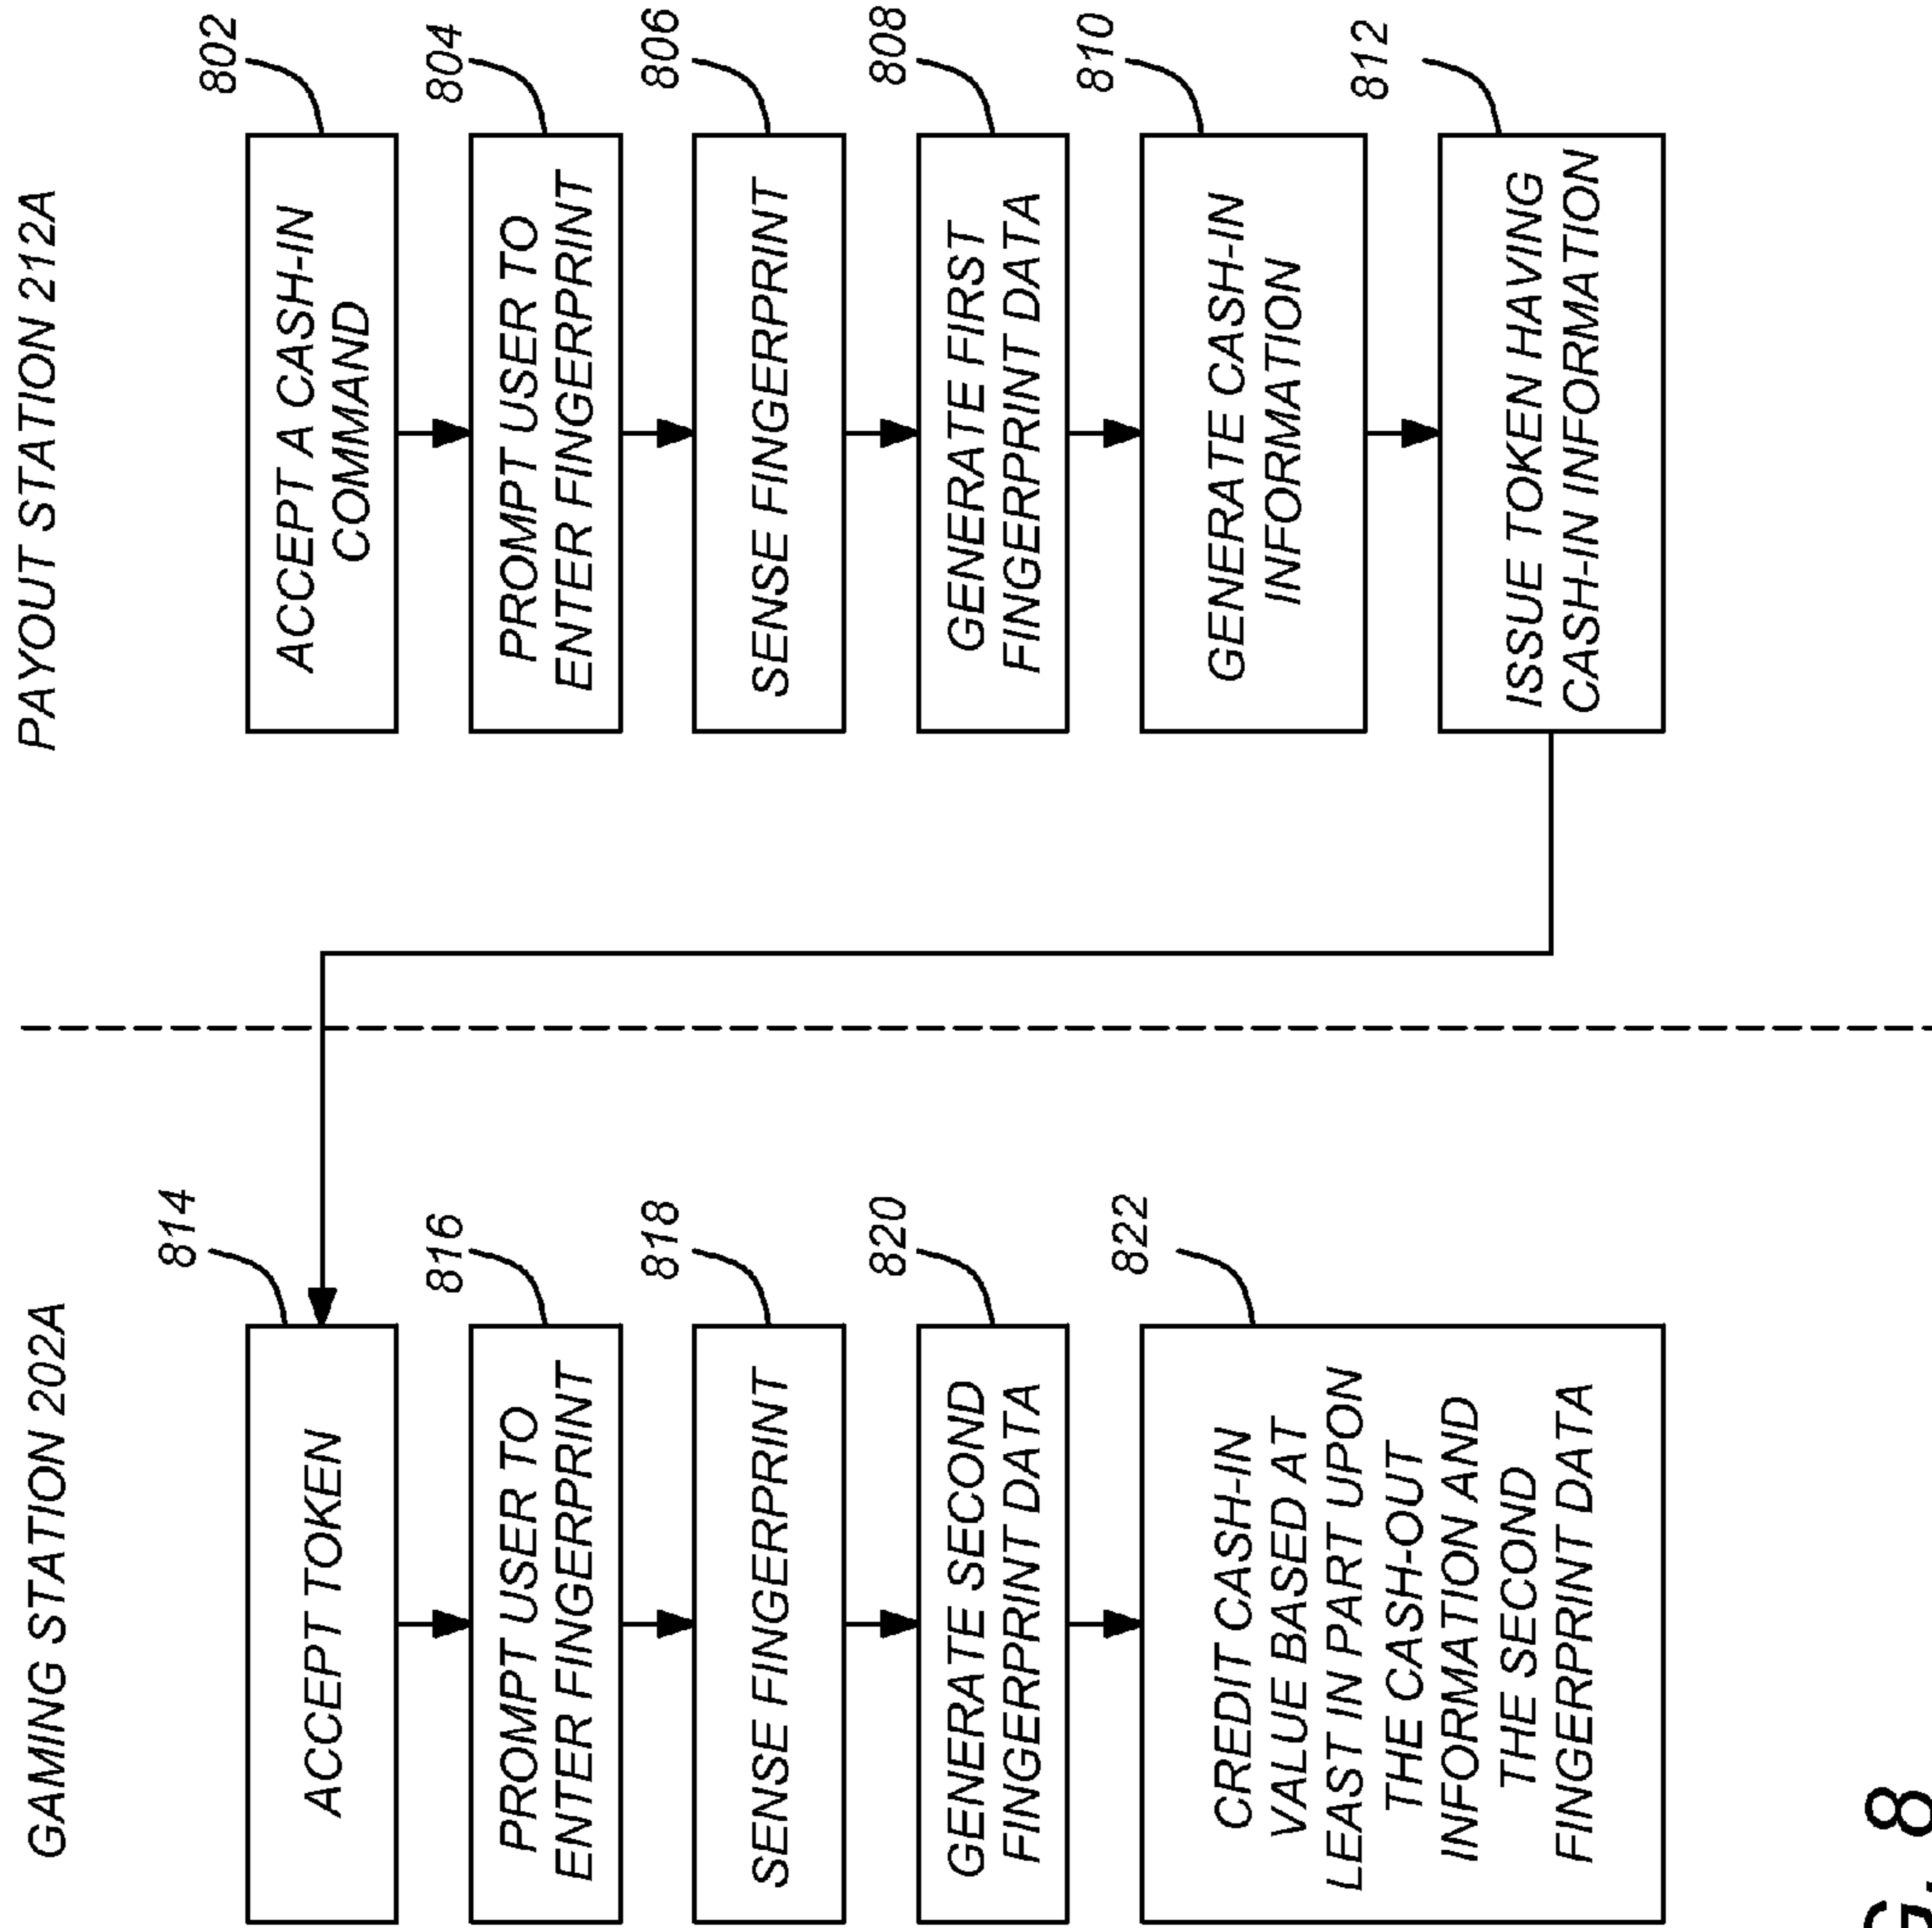 GAMING STATION 202A
814
ACCEPT TOKEN
816
PROMPT USER TO
ENTER FINGERPRINT
818
SENSE FINGERPRINT
820
GENERATE SECOND
FINGERPRINT DATA
822
CREDIT CASH-IN
VALUE BASED AT
LEAST IN PART UPON
THE CASH-OUT
INFORMATION AND
THE SECOND
FINGERPRINT DATA
PAYOUT STATION 212A
802
ACCEPT A CASH-IN
COMMAND
804
PROMPT USER TO
ENTER FINGERPRINT
806
SENSE FINGERPRINT
808
GENERATE FIRST
FINGERPRINT DATA
810
GENERATE CASH-IN
INFORMATION
812
ISSUE TOKEN HAVING
CASH-IN INFORMATION
G. 8